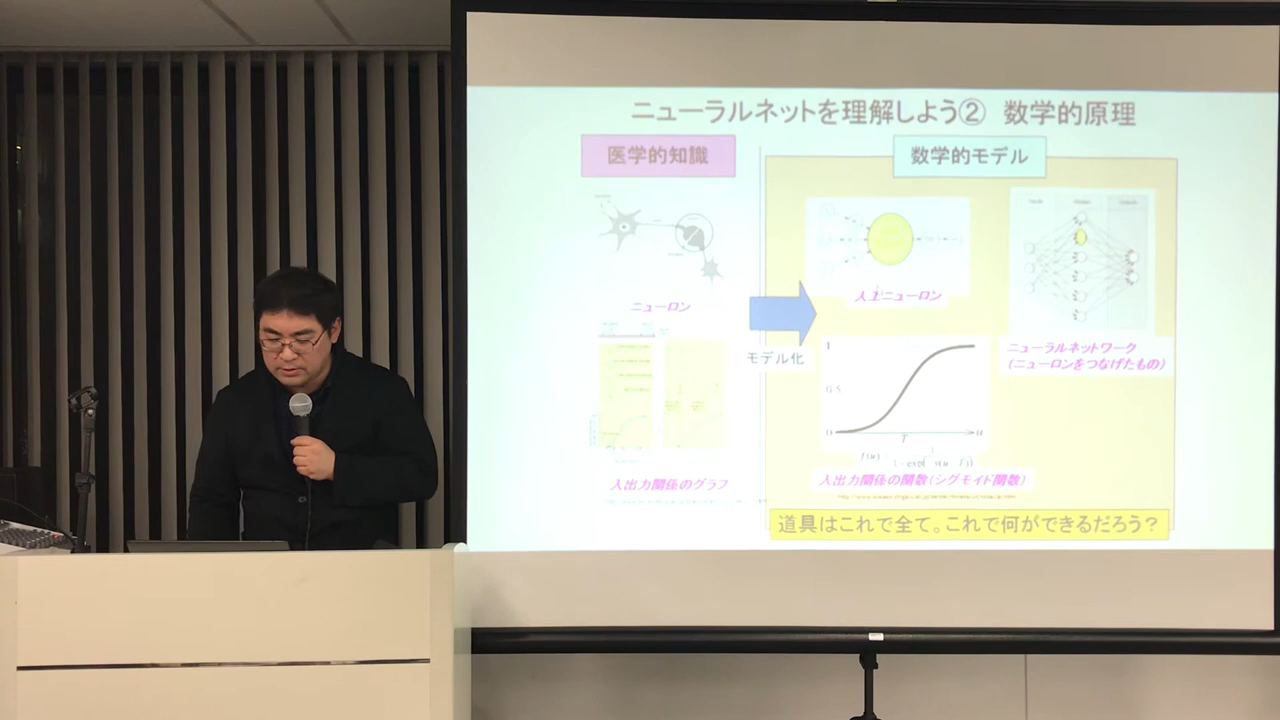 ニューラルネットを理解しよう② 数学的原理
医学的知識
数学的モデル
ニューロン
人工ニューロン
モデル化
ニューラルネットワーク
(ニューロンをつなげたもの)
1
0.5
0
T
u
入出力関係のグラフ
入出力関係の関数(シグモイド関数)
道具はこれで全て。これで何ができるだろう?